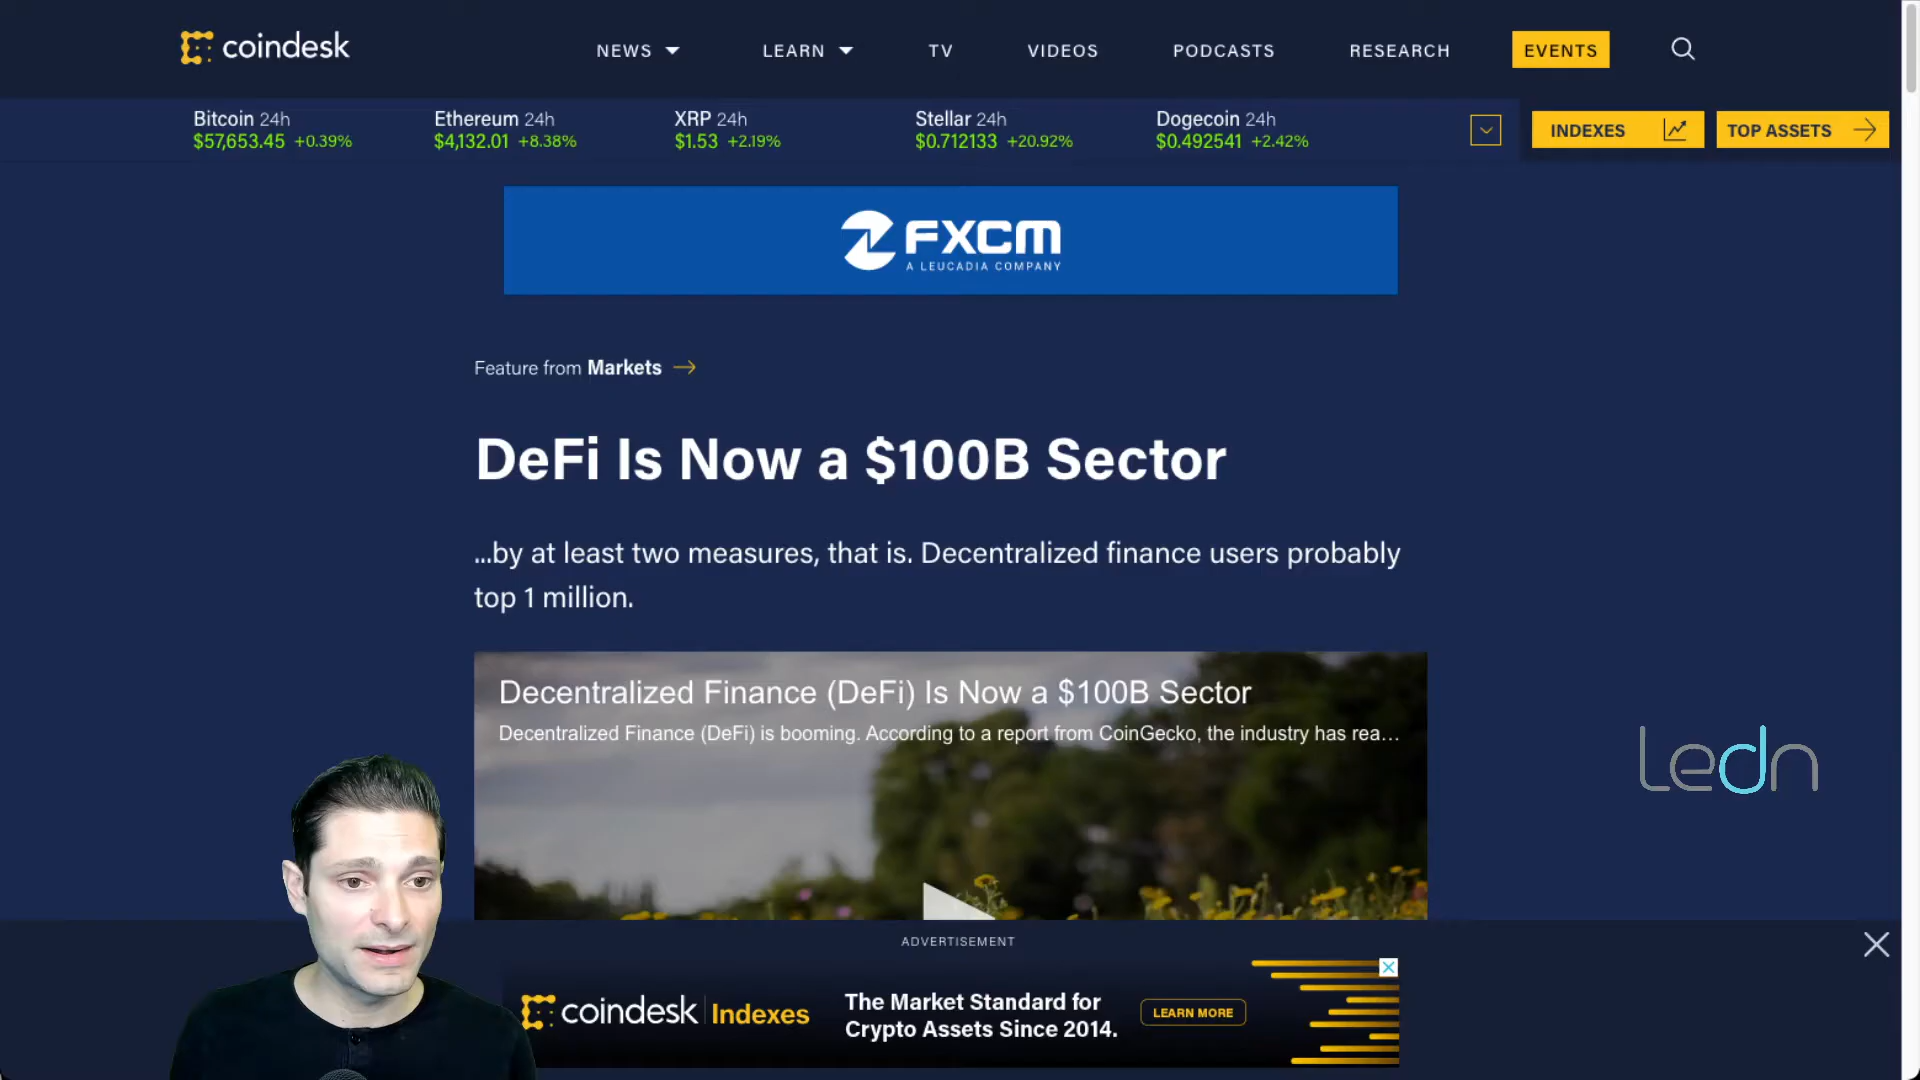 coindesk
NEWS LEARN TV VIDEOS PODCASTS RESEARCH EVENTS
Bitcoin 24h Ethereum 24h XRP 24h Stellar 24h Dogecoin 24h
$57,653.45 +0.39% $4,132.01 +8.38% $1.53 +2.19% $0.712133 +20.92% $0.492541 +2.42%
INDEXES TOP ASSETS
FXCM
A LEUCADIA COMPANY
Feature from Markets
DeFi Is Now a $100B Sector
...by at least two measures, that is. Decentralized finance users probably
top 1 million.
Decentralized Finance (DeFi) Is Now a $100B Sector
Decentralized Finance (DeFi) is booming. According to a report from CoinGecko, the industry has rea...
ledn
ADVERTISEMENT
coindesk Indexes
The Market Standard for
Crypto Assets Since 2014.
LEARN MORE